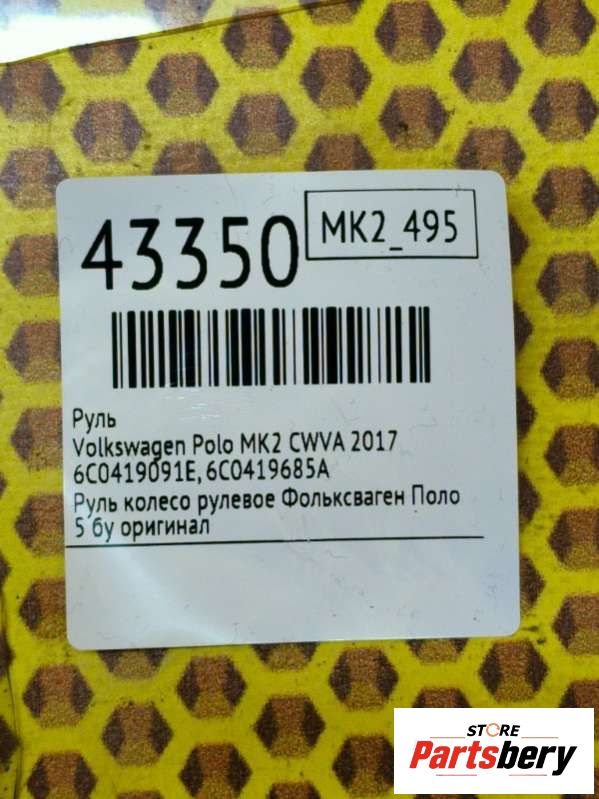 43350
MK2_495
Руль
Volkswagen Polo MK2 CWVA 2017
6C0419091E, 6C0419685A
Руль колесо рулевое Фольксваген Поло
5 бу оригинал
STORE
Partsbery